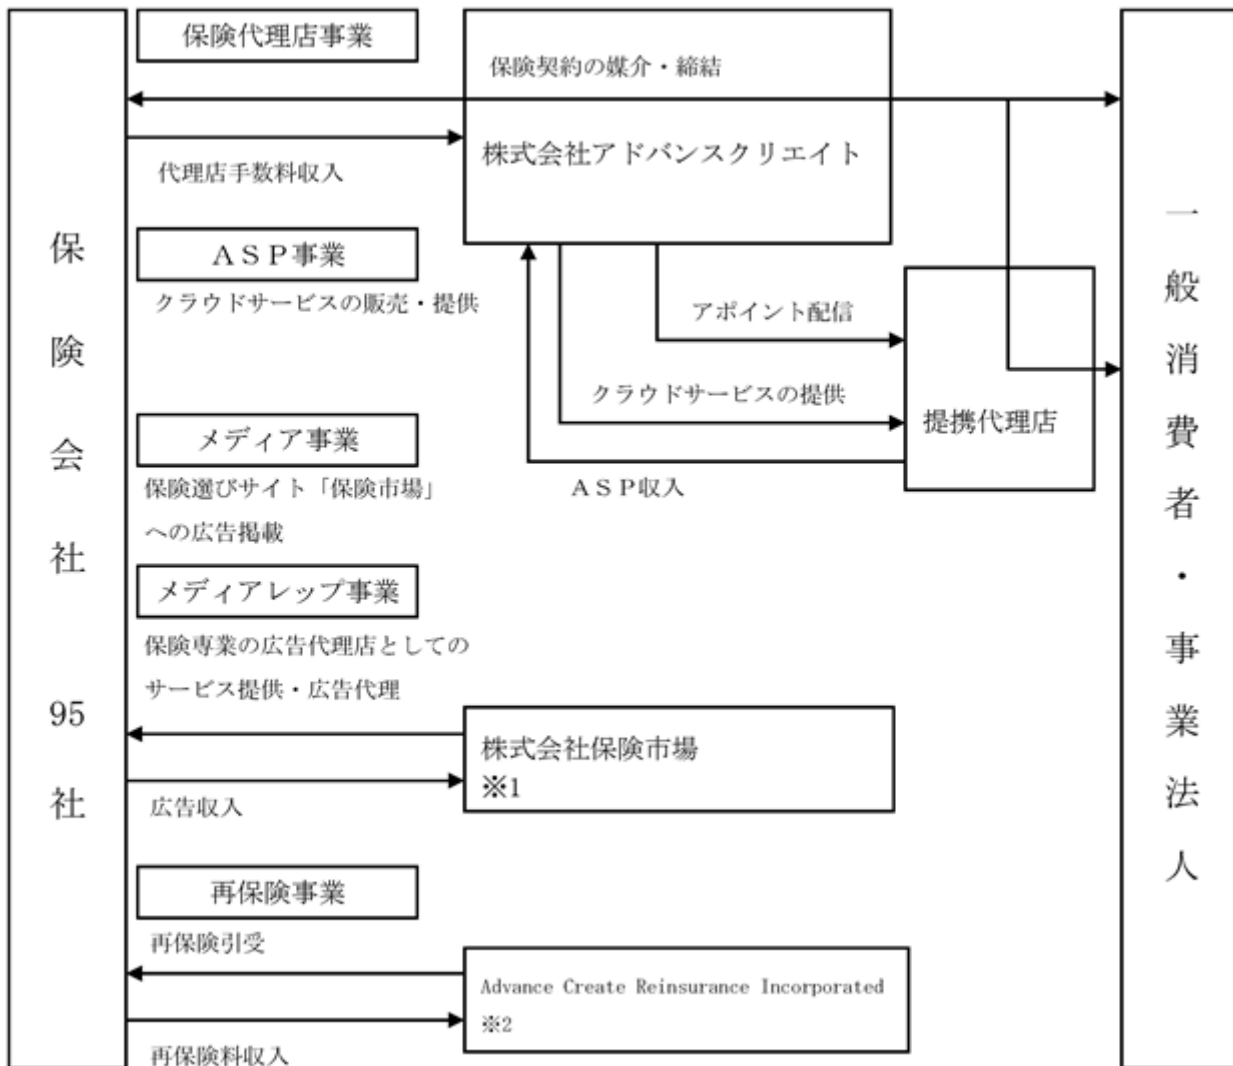 保険会社95社
保険代理店事業
保険契約の媒介・締結
株式会社アドバンスクリエイト
代理店手数料収入
ＡＳＰ事業
クラウドサービスの販売・提供
アポイント配信
クラウドサービスの提供
提携代理店
ＡＳＰ収入
メディア事業
保険選びサイト「保険市場」
への広告掲載
メディアレップ事業
保険専業の広告代理店としての
サービス提供・広告代理
株式会社保険市場
※1
広告収入
再保険事業
再保険引受
Advance Create Reinsurance Incorporated
※2
再保険料収入
一般消費者・事業法人